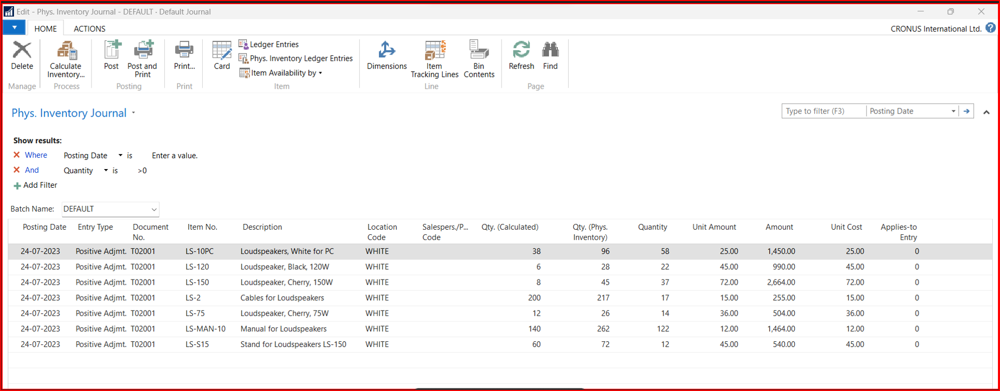 Edit - Phys. Inventory Journal - DEFAULT · Default Journal
HOME ACTIONS CRONUS International Ltd. ?
Delete
Manage
Calculate
Inventory...
Process
Post
Post and
Print
Posting
Print...
Print
Card
Ledger Entries
Phys. Inventory Ledger Entries
Item Availability by
Item
Dimensions
Item
Tracking Lines
Bin
Contents
Line
Refresh
Find
Page
Phys. Inventory Journal
Type to filter (F3) Posting Date
Show results:
Where Posting Date is Enter a value.
And Quantity is >0
Add Filter
Batch Name: DEFAULT
Posting Date Entry Type Document No. Item No. Description Location Code Salespers./P... Code Qty. (Calculated) Qty. (Phys. Inventory) Quantity Unit Amount Amount Unit Cost Applies-to Entry
24-07-2023 Positive Adjmt. T02001 LS-10PC Loudspeakers, White for PC WHITE 38 96 58 25.00 1,450.00 25.00 0
24-07-2023 Positive Adjmt. T02001 LS-120 Loudspeaker, Black, 120W WHITE 6 28 22 45.00 990.00 45.00 0
24-07-2023 Positive Adjmt. T02001 LS-150 Loudspeaker, Cherry, 150W WHITE 8 45 37 72.00 2,664.00 72.00 0
24-07-2023 Positive Adjmt. T02001 LS-2 Cables for Loudspeakers WHITE 200 217 17 15.00 255.00 15.00 0
24-07-2023 Positive Adjmt. T02001 LS-75 Loudspeaker, Cherry, 75W WHITE 12 26 14 36.00 504.00 36.00 0
24-07-2023 Positive Adjmt. T02001 LS-MAN-10 Manual for Loudspeakers WHITE 140 262 122 12.00 1,464.00 12.00 0
24-07-2023 Positive Adjmt. T02001 LS-S15 Stand for Loudspeakers LS-150 WHITE 60 72 12 45.00 540.00 45.00 0